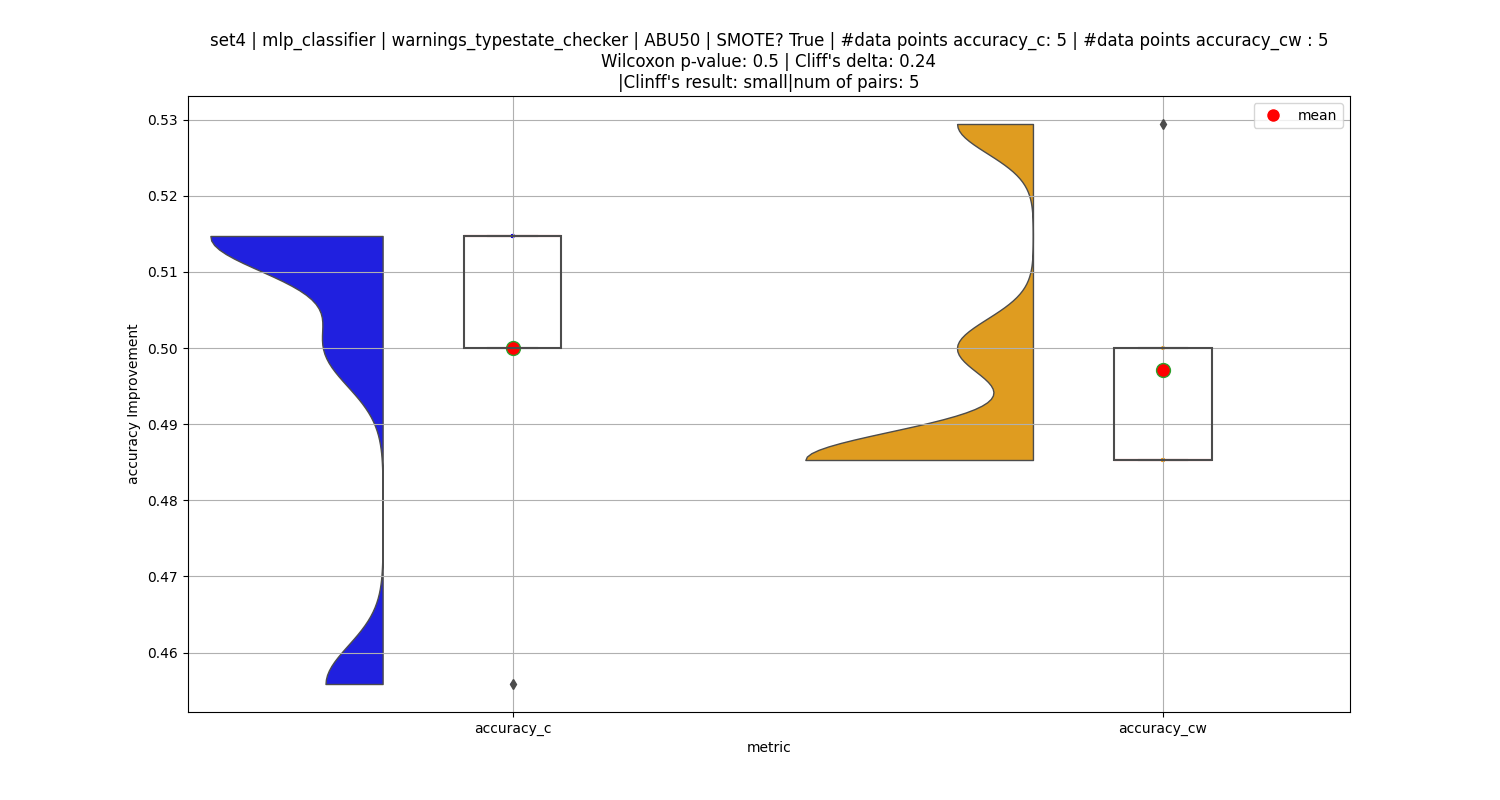 set4 | mlp_classifier | warnings_typestate_checker | ABU50 | SMOTE? True | #data points accuracy_c: 5 | #data points accuracy_cw : 5
Wilcoxon p-value: 0.5 | Cliff's delta: 0.24
|Clinff's result: small|num of pairs: 5
mean
0.53
0.52
0.51
0.50
0.49
0.48
0.47
0.46
accuracy Improvement
accuracy_c
accuracy_cw
metric